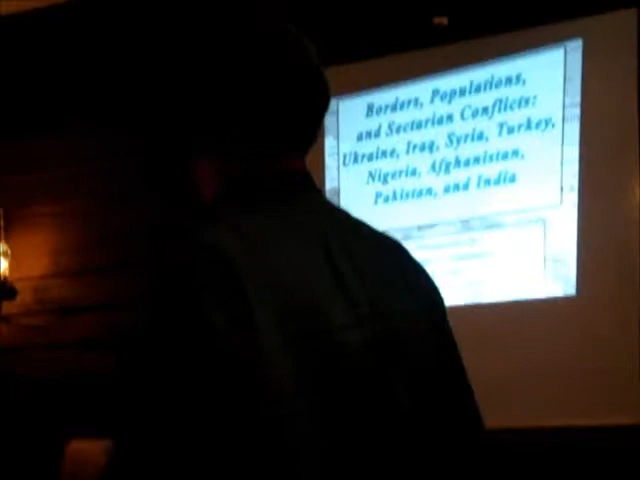 Borders, Populations,
and Sectarian Conflicts:
Ukraine, Iraq, Syria, Turkey,
Nigeria, Afghanistan,
Pakistan, and India